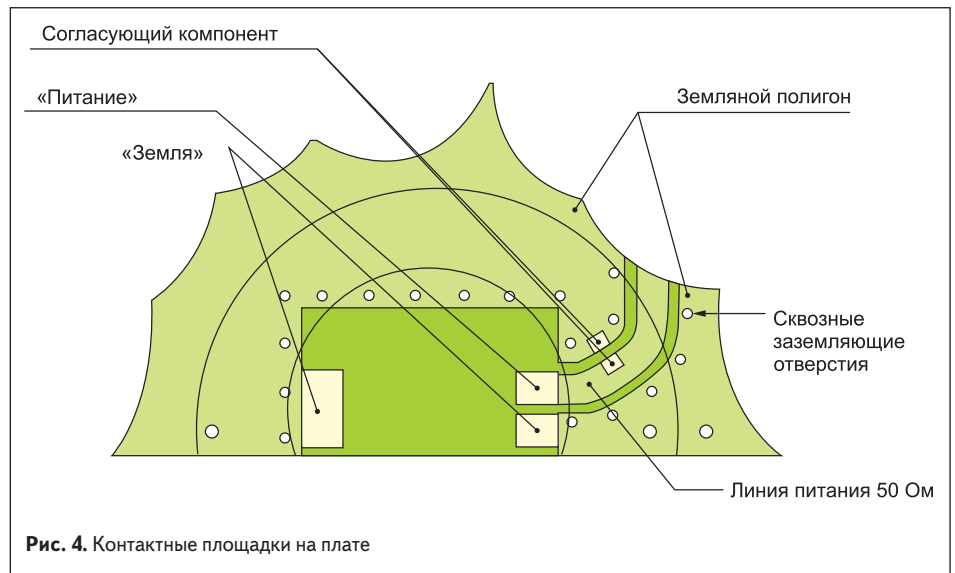 Согласующий компонент
«Питание»
Земляной полигон
«Земля»
Сквозные
заземляющие
отверстия
Линия питания 50 Ом
Рис. 4. Контактные площадки на плате